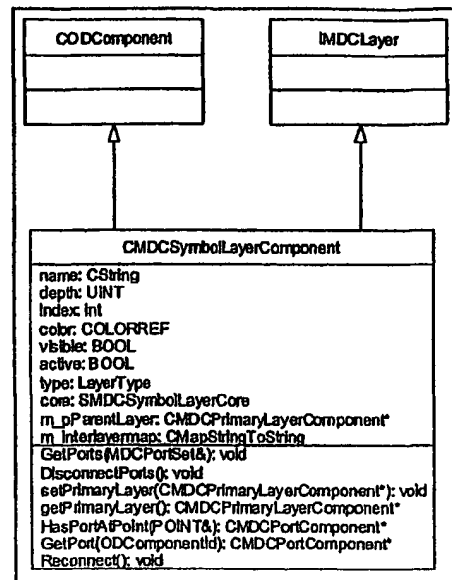 CODComponent
IMDCLayer
CMDCSymbolLayerComponent
name: CString
depth: UINT
index: int
color: COLORREF
visible: BOOL
active: BOOL
type: LayerType
core: SMDCSymbolLayerCore
m_pParentLayer: CMDCPrimaryLayerComponent*
m_interlayermap: CMapStringToString
GetPorts(MDCPortSet&): void
DisconnectPorts(): void
setPrimaryLayer(CMDCPrimaryLayerComponent*): void
getPrimaryLayer(): CMDCPrimaryLayerComponent*
HasPortAtPoint(POINT&): CMDCPortComponent*
GetPort(ODComponentId): CMDCPortComponent*
Reconnect(): void